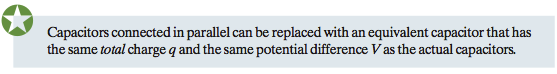 Capacitors connected in parallel can be replaced with an equivalent capacitor that has
the same total charge q and the same potential difference V as the actual capacitors.